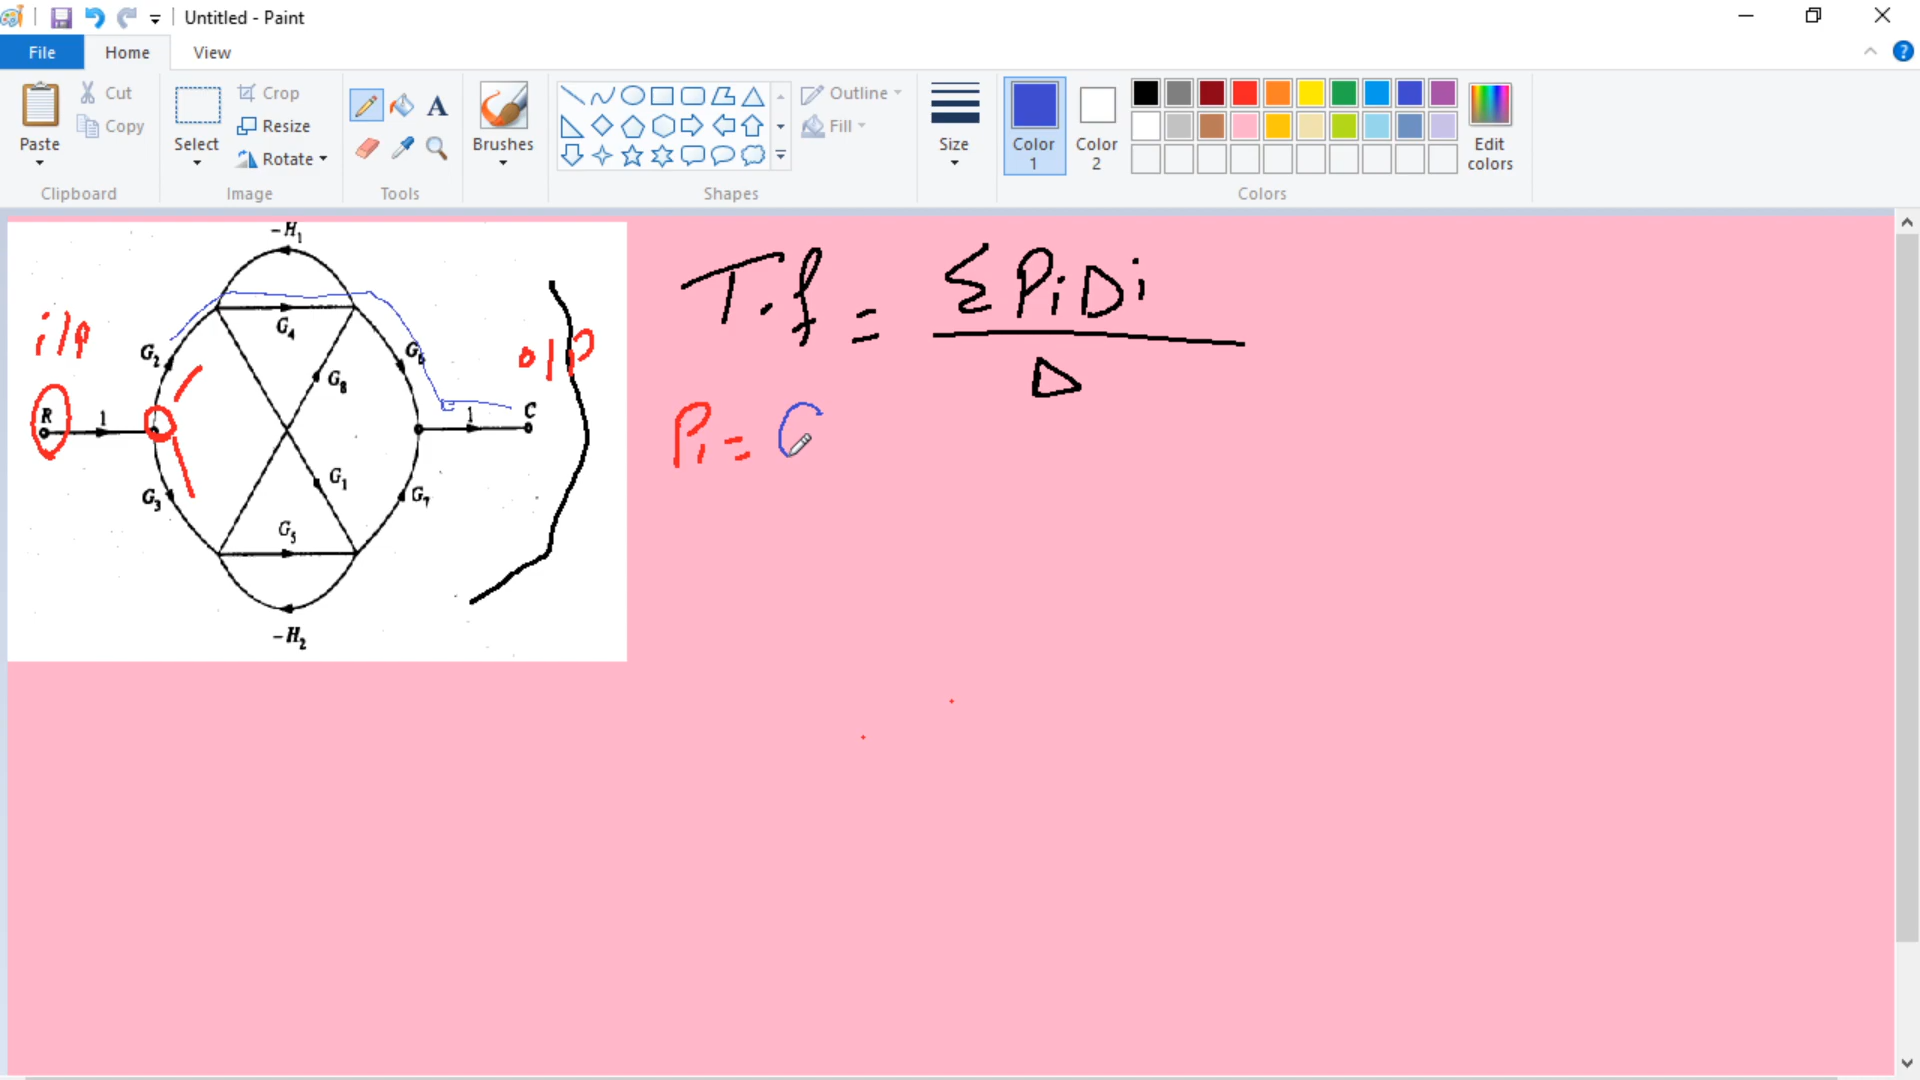 Untitled - Paint
File Home View
Paste
Cut
Copy
Clipboard
Select
Crop
Resize
Rotate
Image
A
Tools
Brushes
Shapes
Outline
Fill
Size
Color 1
Color 2
Edit colors
Colors
-H1
G4
i/p
G2
G6
o/p
G8
R
1
1
C
G3
G1
G7
G5
-H2
T.f = Σ Pi Δi
Δ
P1 =